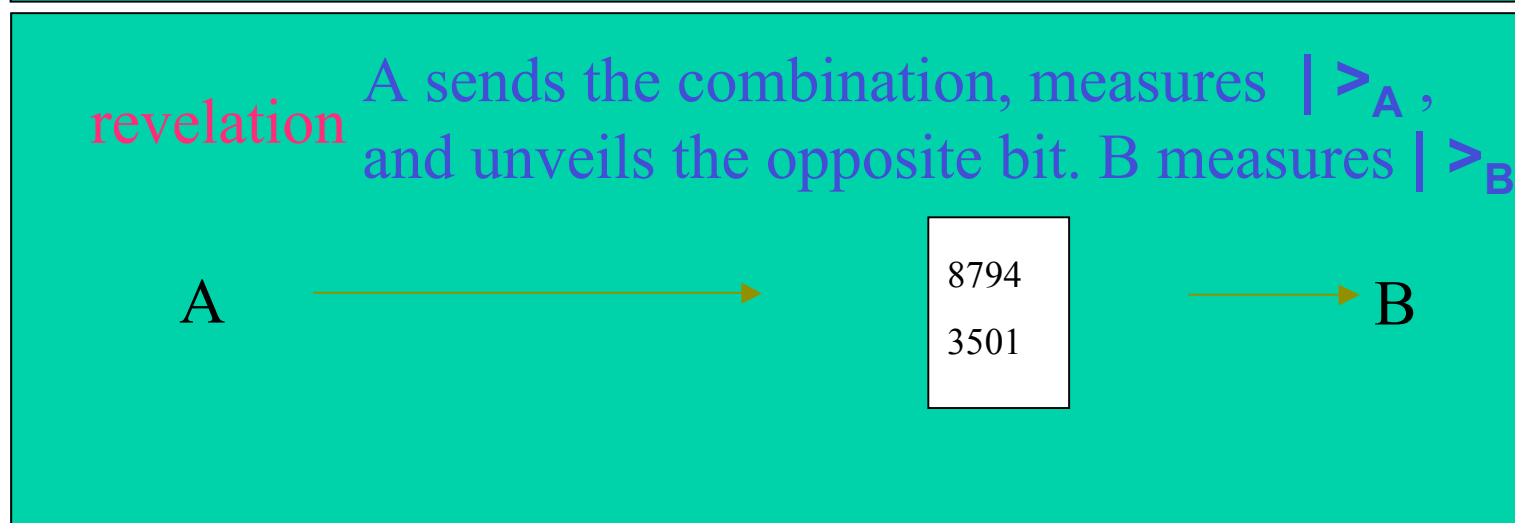 A sends the combination, measures | >A ,
revelation
and unveils the opposite bit. B measures | >B
A
8794
3501
B